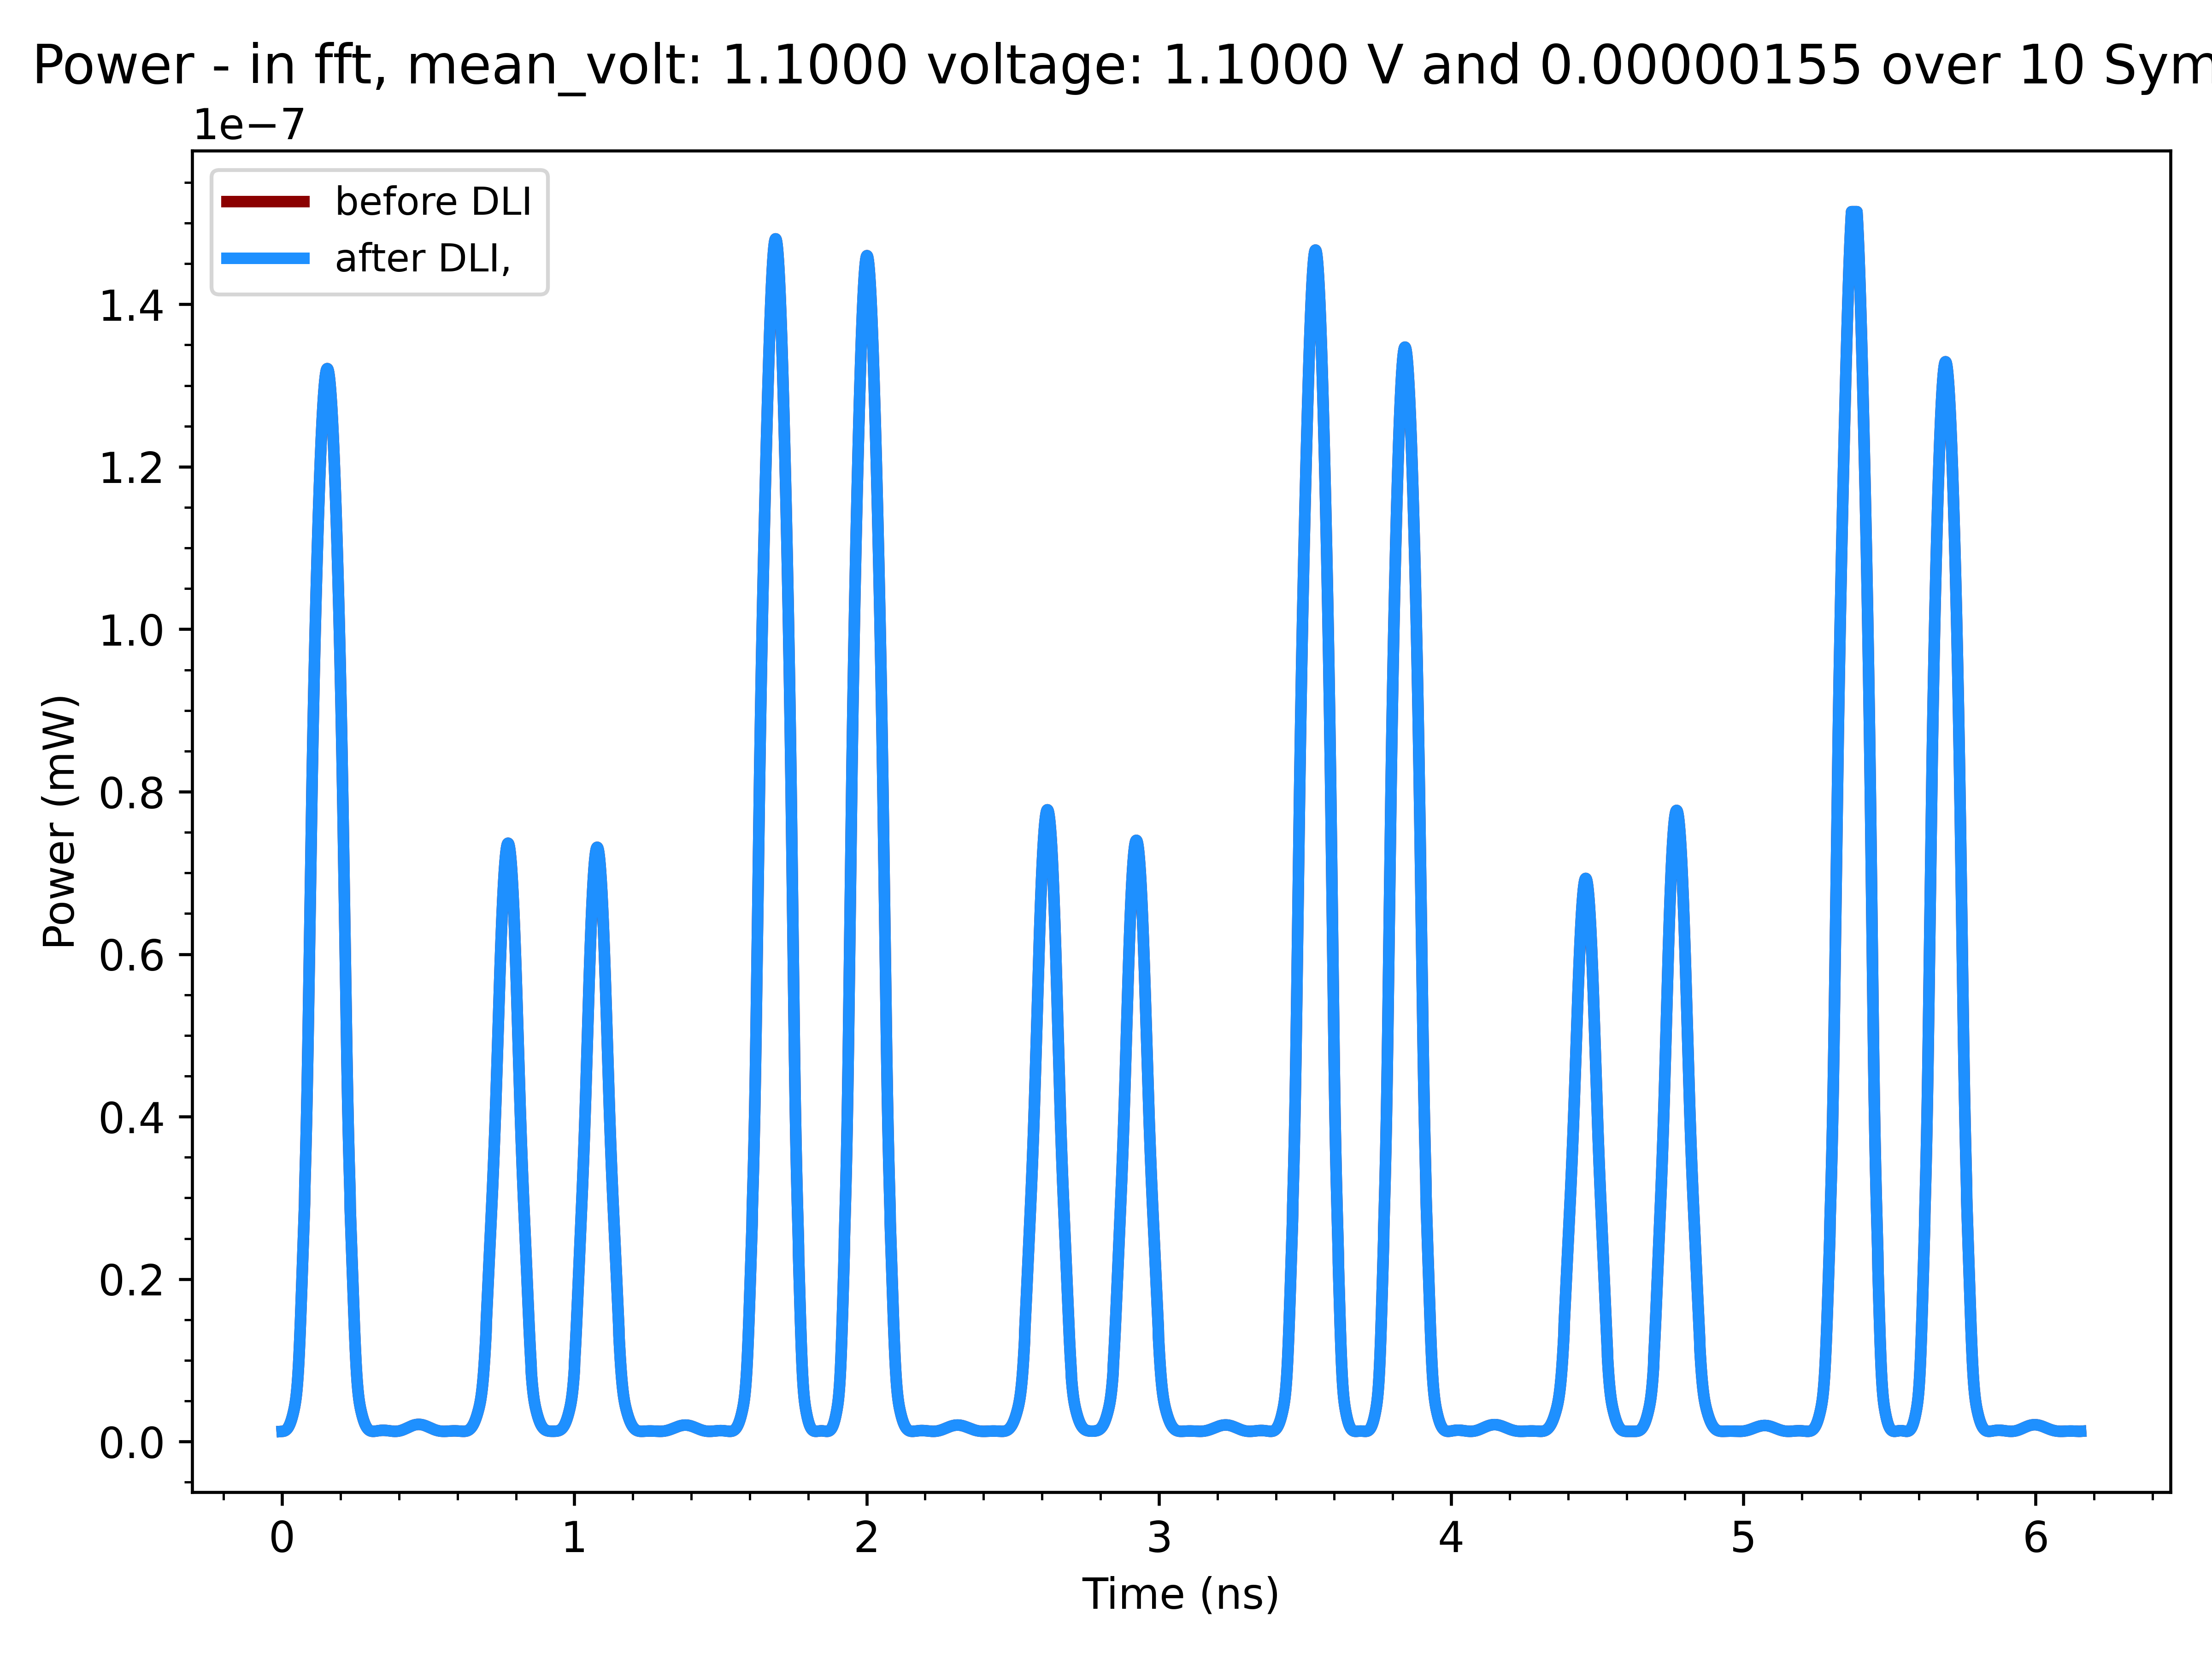 Power - in fft, mean_volt: 1.1000 voltage: 1.1000 V and 0.00000155 over 10 Sym
1e−7
before DLI
after DLI,
1.4
1.2
1.0
0.8
0.6
0.4
0.2
0.0
Power (mW)
0 1 2 3 4 5 6
Time (ns)